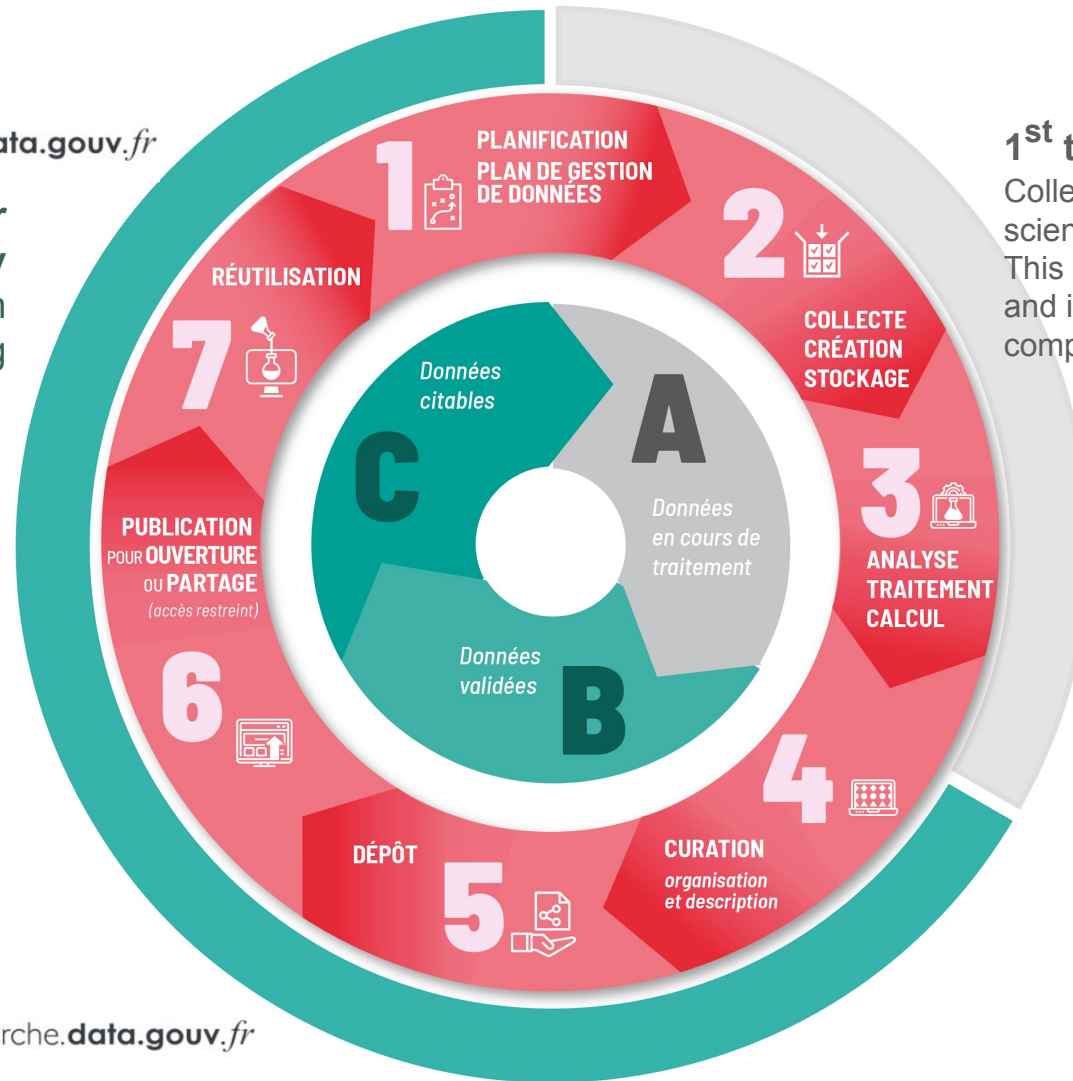 ata.gouv.fr
1
PLANIFICATION
PLAN DE GESTION
DE DONNÉES
2
COLLECTE
CRÉATION
STOCKAGE
3
ANALYSE
TRAITEMENT
CALCUL
4
CURATION
organisation
et description
5
DÉPÔT
6
PUBLICATION
POUR OUVERTURE
OU PARTAGE
(accès restreint)
7
RÉUTILISATION
A
Données
en cours de
traitement
B
Données
validées
C
Données
citables
1st t
Colle
scien
This
and i
comp
rche.data.gouv.fr